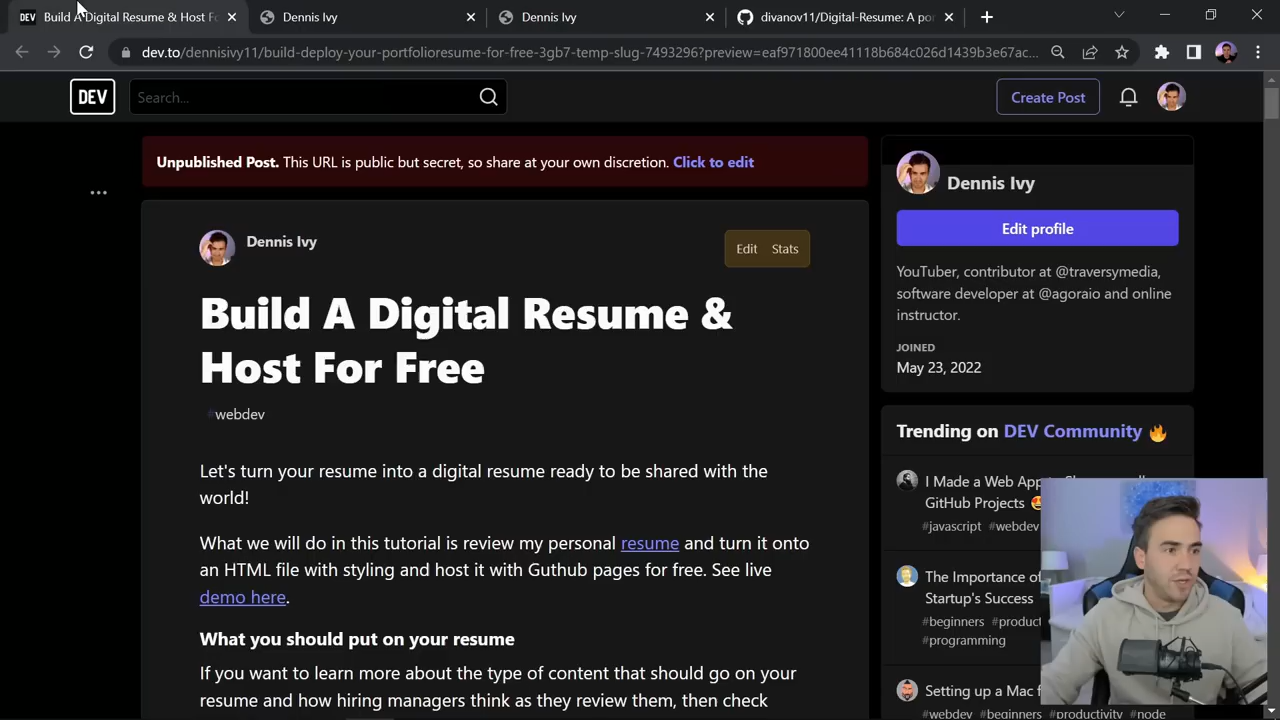 DEV Build A Digital Resume & Host F
Dennis Ivy
Dennis Ivy
divanov11/Digital-Resume: A po
dev.to/dennisivy11/build-deploy-your-portfolioresume-for-free-3gb7-temp-slug-7493296?preview=eaf971800ee41118b684c026d1439b3e67ac...
DEV
Search...
Create Post
Unpublished Post. This URL is public but secret, so share at your own discretion. Click to edit
Dennis Ivy
Edit Stats
Build A Digital Resume &
Host For Free
#webdev
Let's turn your resume into a digital resume ready to be shared with the
world!
What we will do in this tutorial is review my personal resume and turn it onto
an HTML file with styling and host it with Guthub pages for free. See live
demo here.
What you should put on your resume
If you want to learn more about the type of content that should go on your
resume and how hiring managers think as they review them, then check
Dennis Ivy
Edit profile
YouTuber, contributor at @traversymedia,
software developer at @agoraio and online
instructor.
JOINED
May 23, 2022
Trending on DEV Community
I Made a Web App
GitHub Projects
#javascript #webdev
The Importance of
Startup's Success
#beginners #product
#programming
Setting up a Mac f
#webdev #beginners #productivity #node